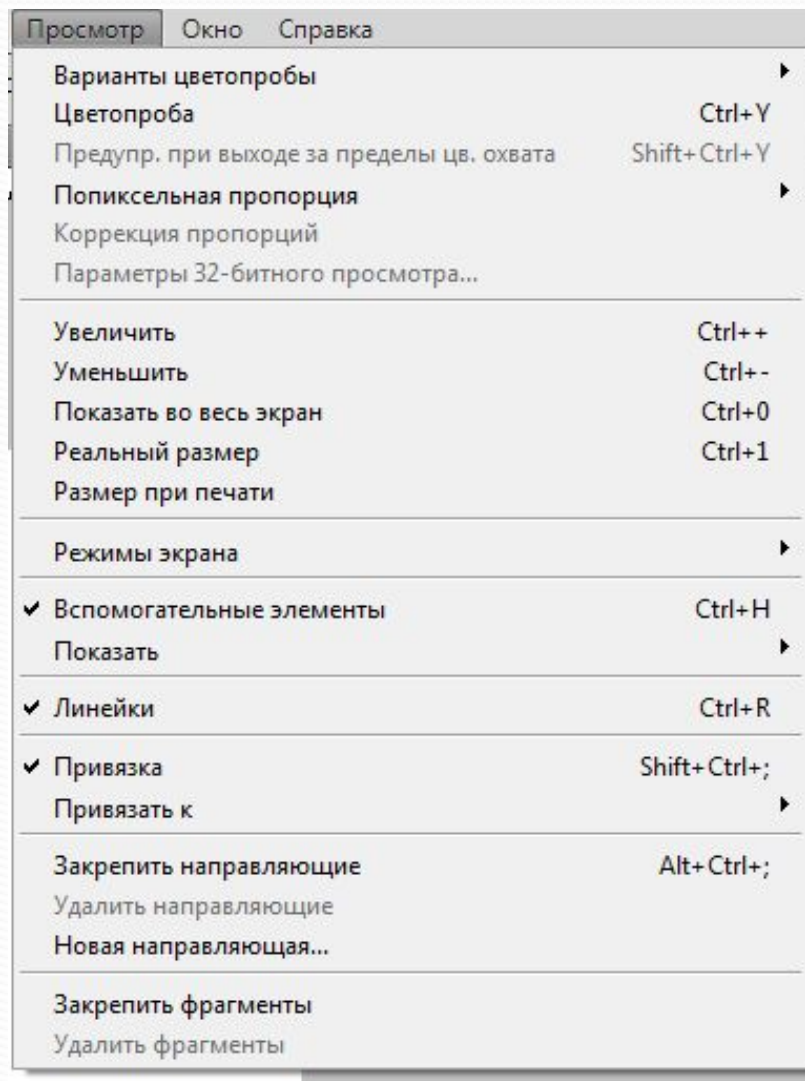 Просмотр Окно Справка
Варианты цветопробы
Цветопроба Ctrl+Y
Предупр. при выходе за пределы цв. охвата Shift+Ctrl+Y
Попиксельная пропорция
Коррекция пропорций
Параметры 32-битного просмотра...
Увеличить Ctrl++
Уменьшить Ctrl+-
Показать во весь экран Ctrl+0
Реальный размер Ctrl+1
Размер при печати
Режимы экрана
Вспомогательные элементы Ctrl+H
Показать
Линейки Ctrl+R
Привязка Shift+Ctrl+;
Привязать к
Закрепить направляющие Alt+Ctrl+;
Удалить направляющие
Новая направляющая...
Закрепить фрагменты
Удалить фрагменты